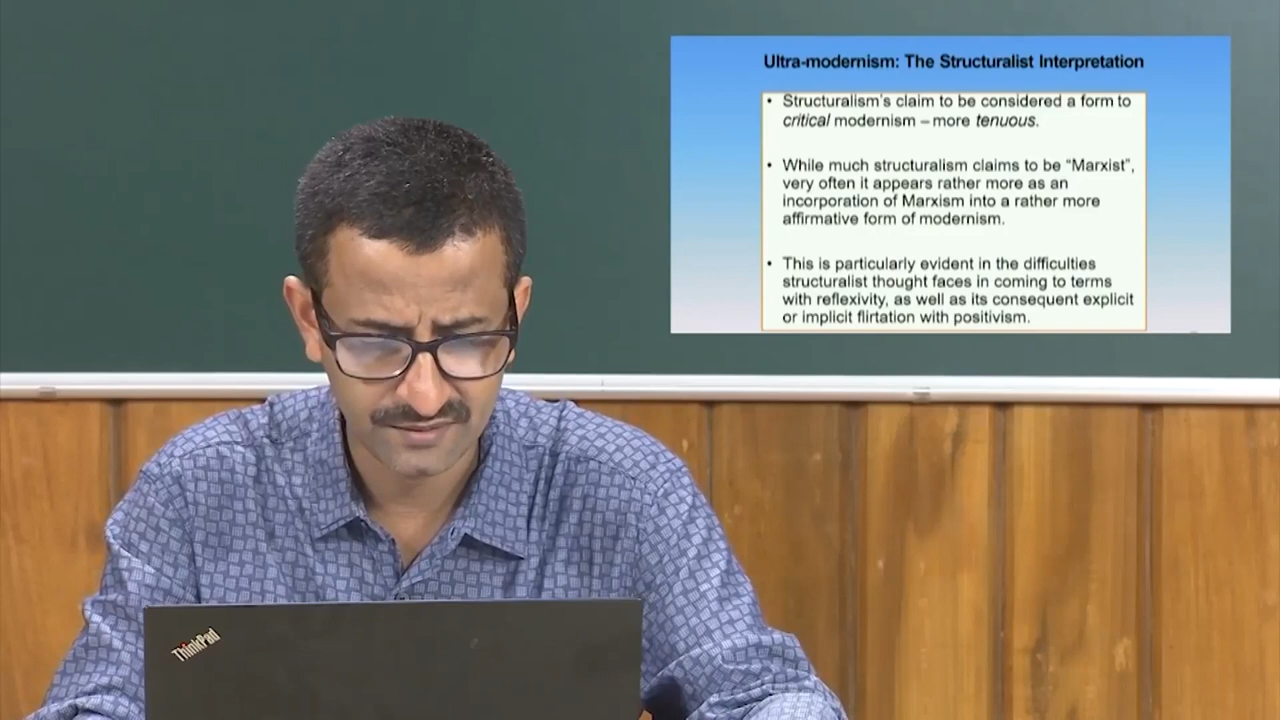 Ultra-modernism: The Structuralist Interpretation
• Structuralism's claim to be considered a form to
critical modernism – more tenuous.
• While much structuralism claims to be “Marxist”,
very often it appears rather more as an
incorporation of Marxism into a rather more
affirmative form of modernism.
• This is particularly evident in the difficulties
structuralist thought faces in coming to terms
with reflexivity, as well as its consequent explicit
or implicit flirtation with positivism.
ThinkPad